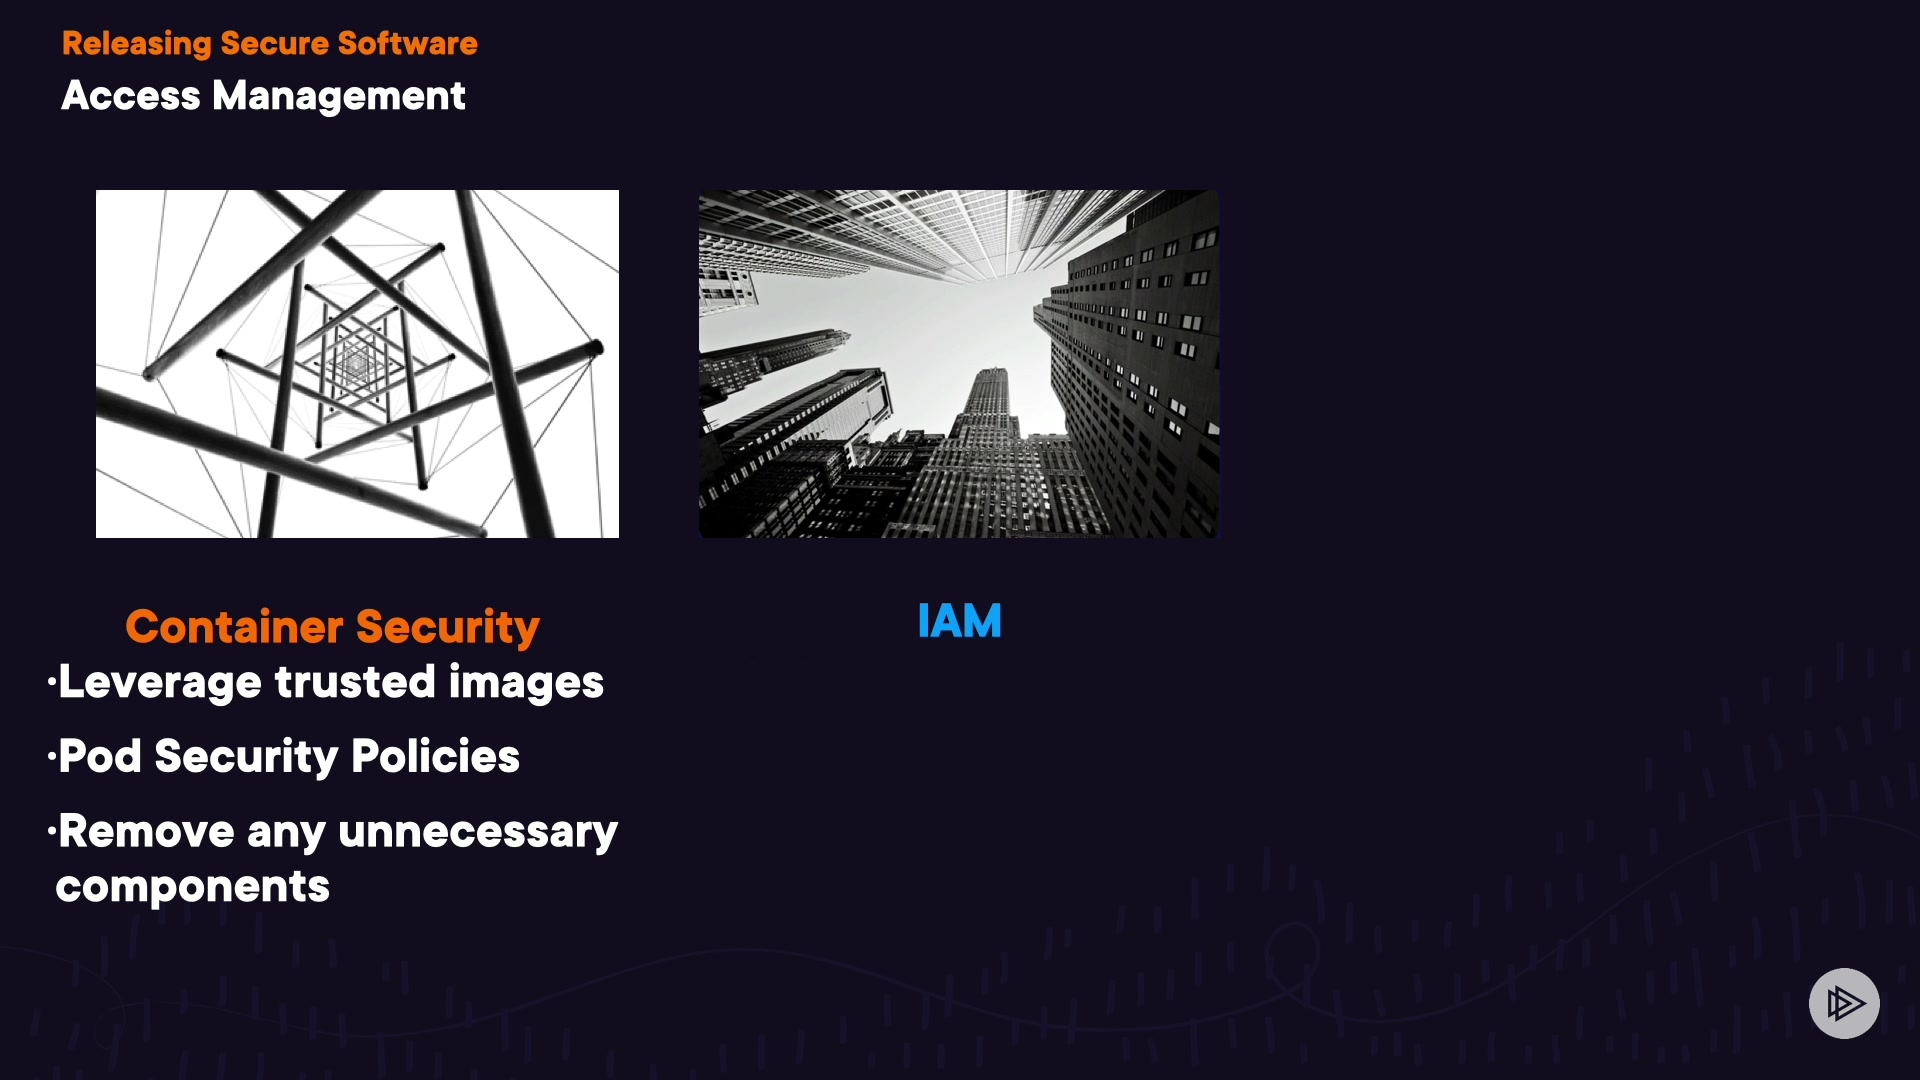 Releasing Secure Software
Access Management
Container Security
·Leverage trusted images
·Pod Security Policies
·Remove any unnecessary
components
IAM